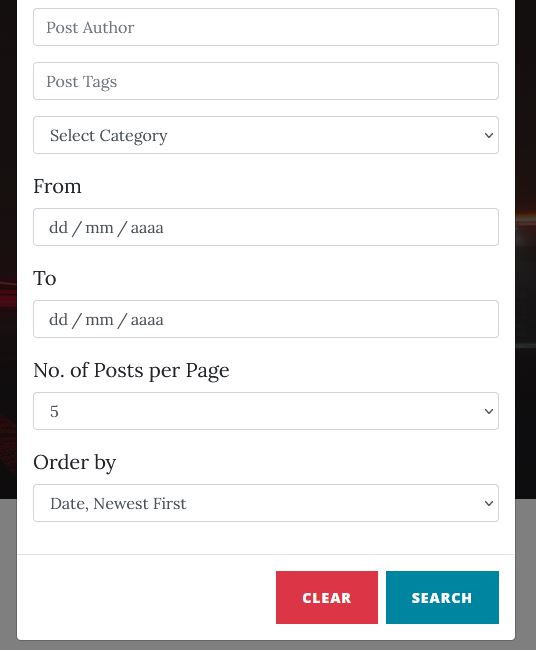 Post Author
Post Tags
Select Category
From
dd / mm / aaaa
To
dd / mm / aaaa
No. of Posts per Page
5
Order by
Date, Newest First
CLEAR SEARCH